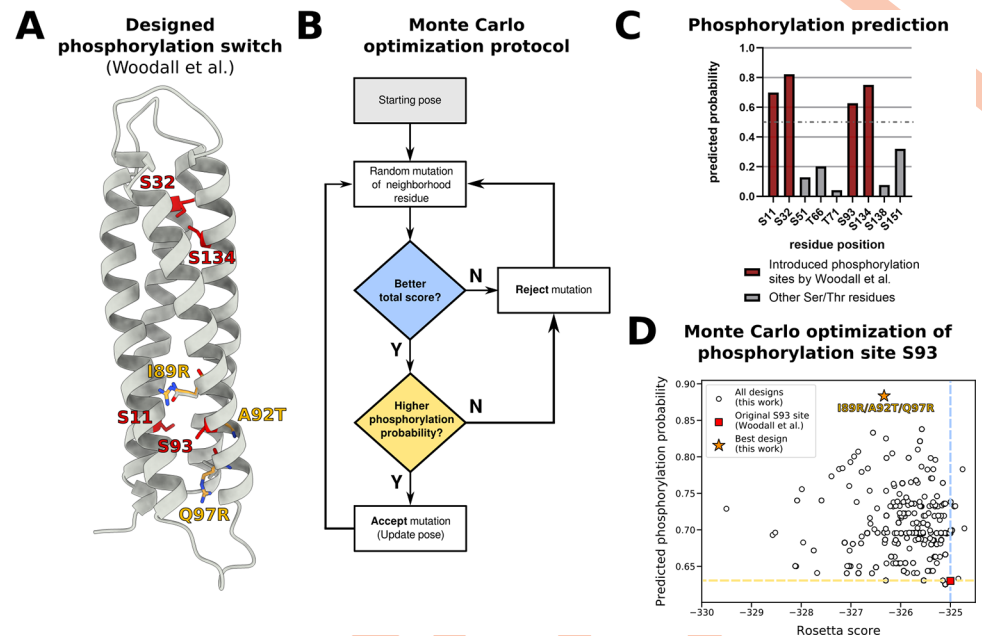 A
Designed
phosphorylation switch
(Woodall et al.)
S32
S134
I89R
S11
A92T
S93
Q97R
B
Monte Carlo
optimization protocol
Starting pose
Random mutation
of neighborhood
residue
Better
total score?
N
Reject mutation
Y
Higher
phosphorylation
probability?
N
Y
Accept mutation
(Update pose)
C
Phosphorylation prediction
predicted probability
1.0
0.8
0.6
0.4
0.2
0.0
S11
S32
S51
T66
T71
S93
S134
S138
S151
residue position
Introduced phosphorylation
sites by Woodall et al.
Other Ser/Thr residues
D
Monte Carlo optimization of
phosphorylation site S93
Predicted phosphorylation probability
0.90
0.85
0.80
0.75
0.70
0.65
All designs
(this work)
Original S93 site
(Woodall et al.)
Best design
(this work)
I89R/A92T/Q97R
−330
−329
−328
−327
−326
−325
Rosetta score